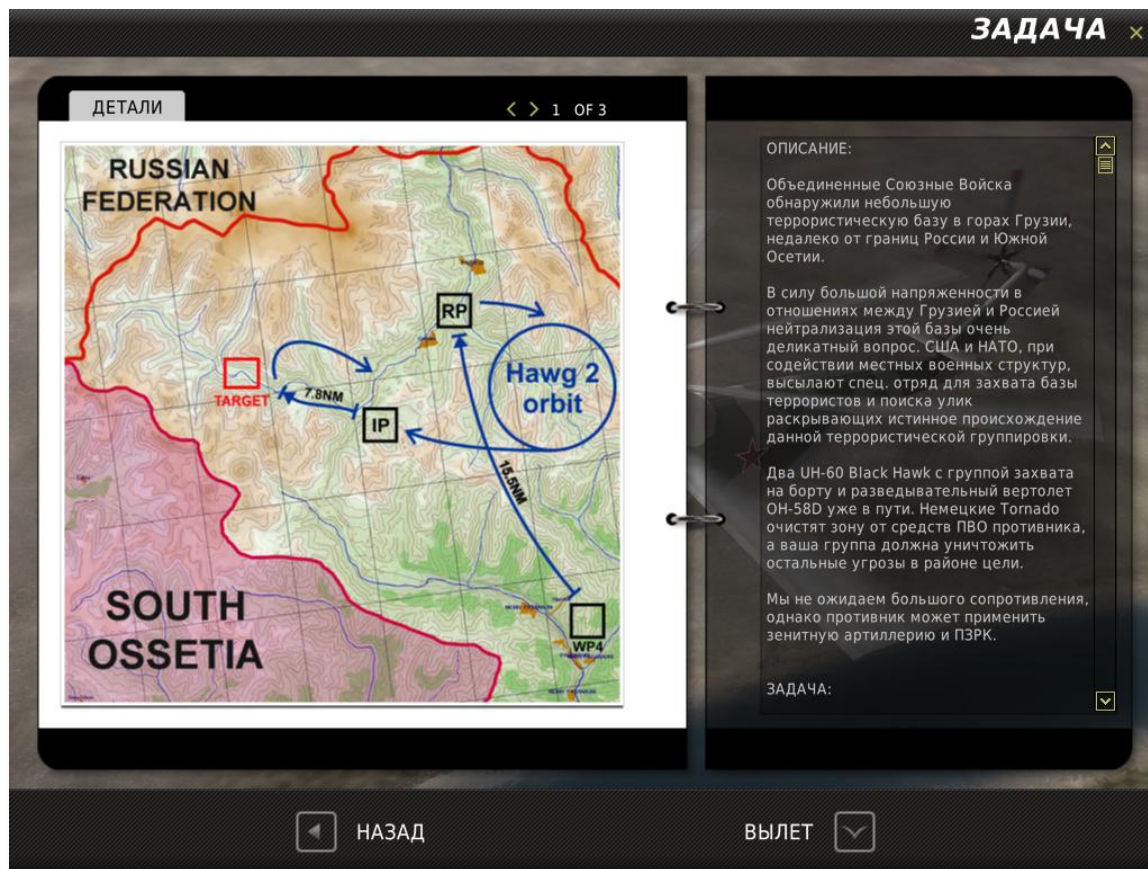 ЗАДАЧА
ДЕТАЛИ
1 OF 3
RUSSIAN
FEDERATION
RP
Hawg 2
orbit
TARGET
7.8NM
IP
15.5NM
SOUTH
OSSETIA
WP4
ОПИСАНИЕ:
Объединенные Союзные Войска
обнаружили небольшую
террористическую базу в горах Грузии,
недалеко от границ России и Южной
Осетии.
В силу большой напряженности в
отношениях между Грузией и Россией
нейтрализация этой базы очень
деликатный вопрос. США и НАТО, при
содействии местных военных структур,
высылают спец. отряд для захвата базы
террористов и поиска улик
раскрывающих истинное происхождение
данной террористической группировки.
Два UH-60 Black Hawk с группой захвата
на борту и разведывательный вертолет
OH-58D уже в пути. Немецкие Tornado
очистят зону от средств ПВО противника,
а ваша группа должна уничтожить
остальные угрозы в районе цели.
Мы не ожидаем большого сопротивления,
однако противник может применить
зенитную артиллерию и ПЗРК.
ЗАДАЧА:
НАЗАД
ВЫЛЕТ